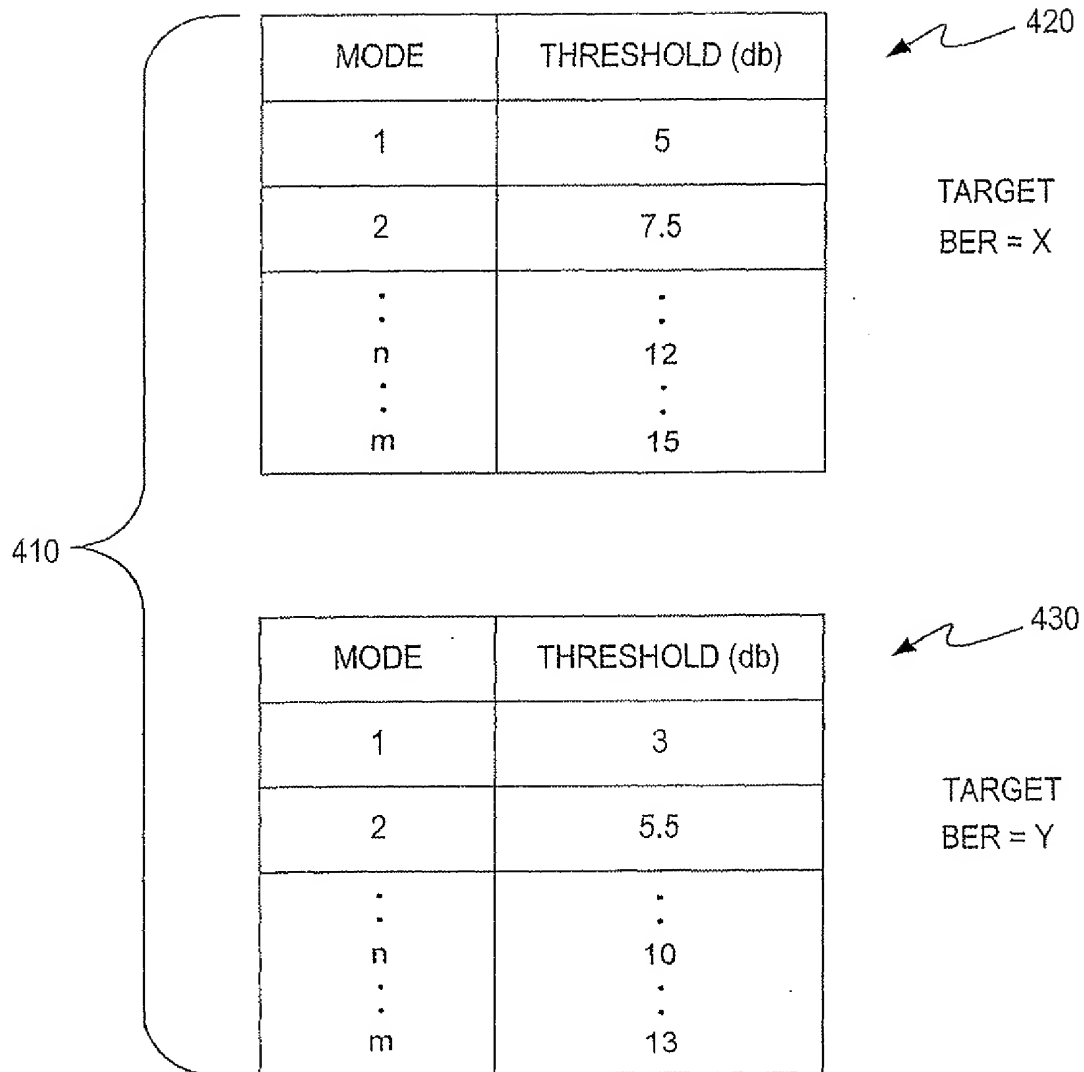 420
MODE THRESHOLD (db)
1 5
2 7.5
n 12
m 15
TARGET
BER = X
410
430
MODE THRESHOLD (db)
1 3
2 5.5
n 10
m 13
TARGET
BER = Y